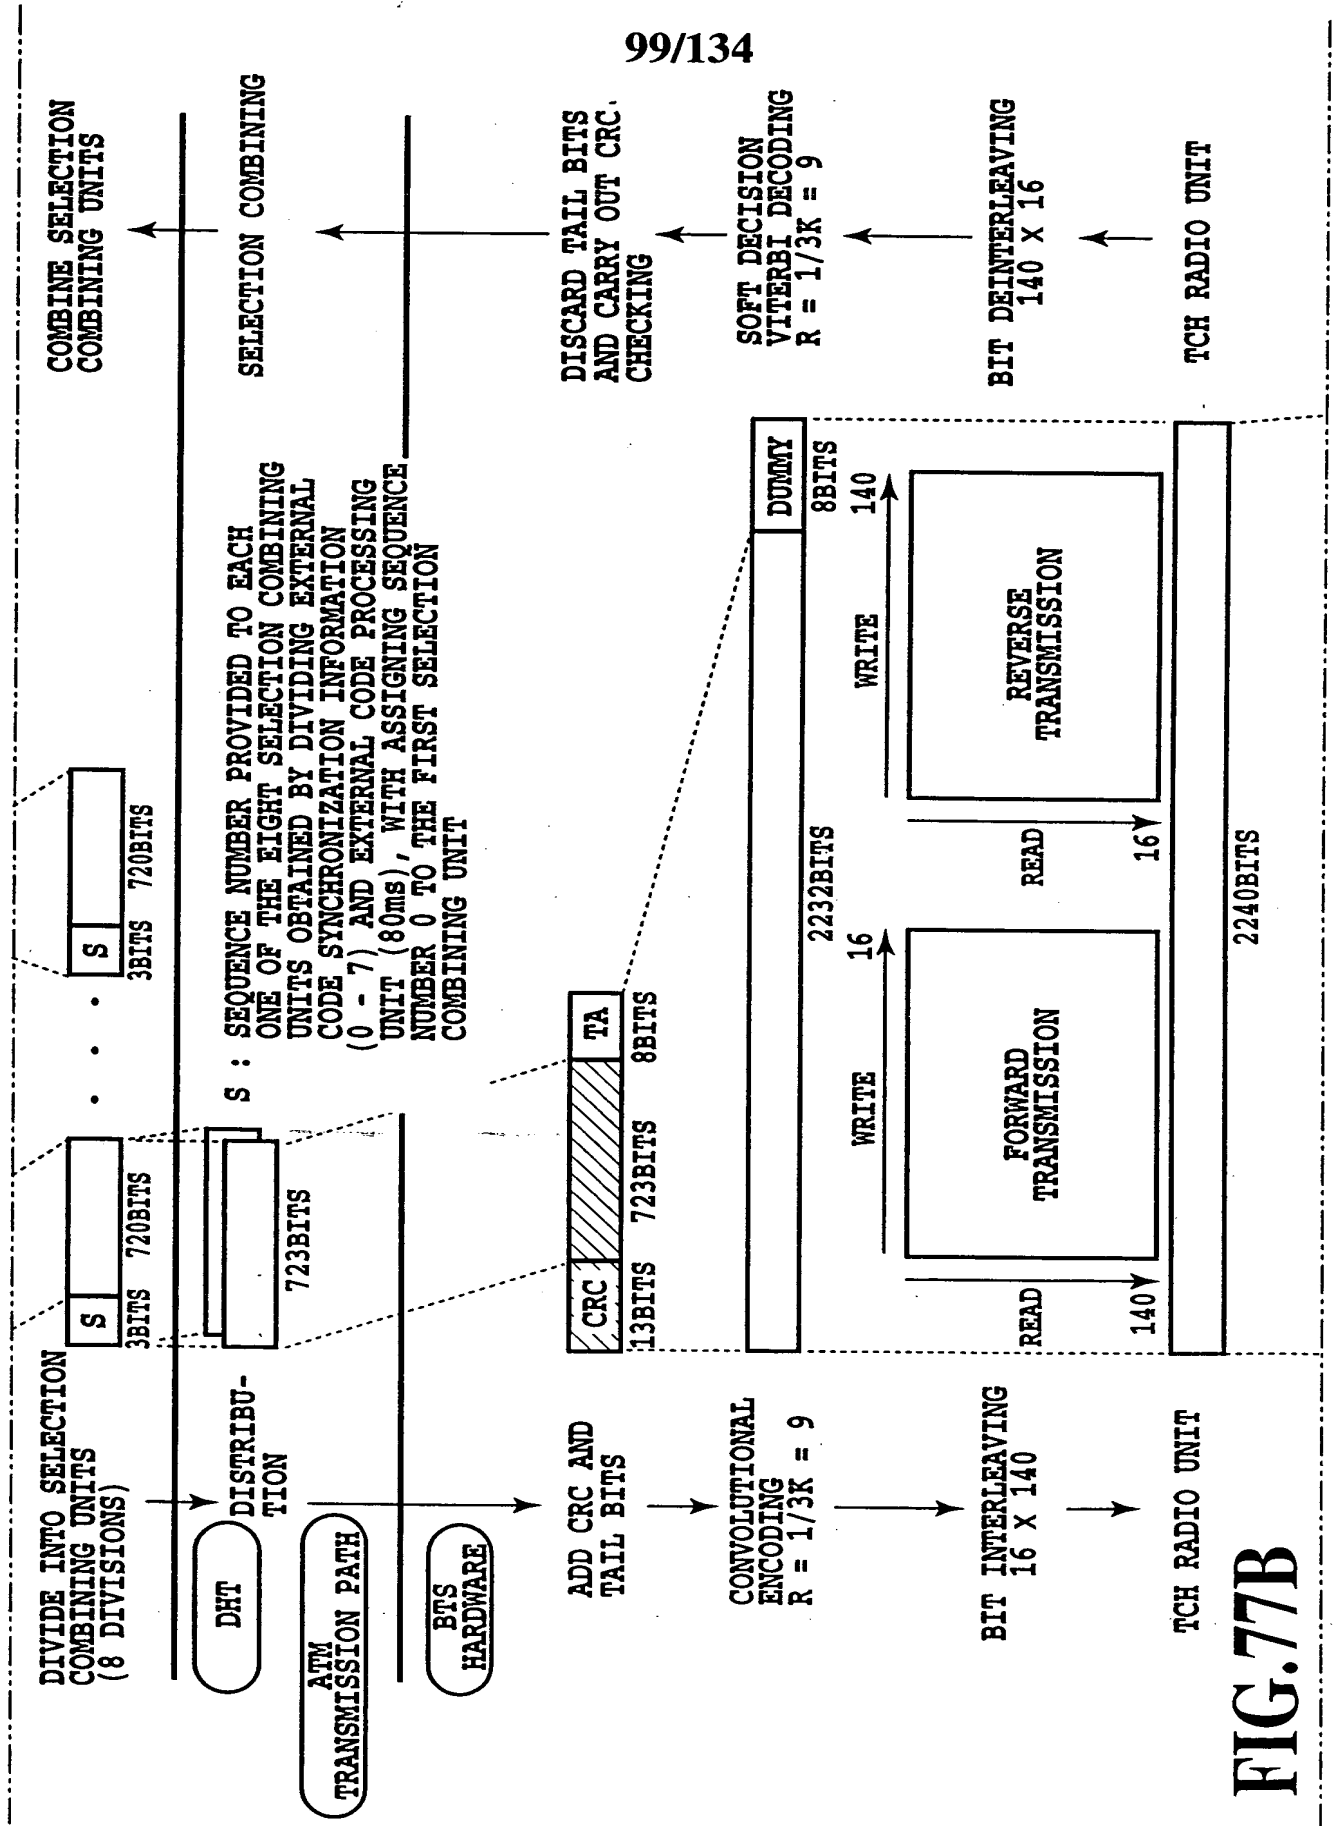 99/134
DIVIDE INTO SELECTION
COMBINING UNITS
(8 DIVISIONS)
S
3BITS
720BITS
S
3BITS
720BITS
COMBINE SELECTION
COMBINING UNITS
DHT
DISTRIBU-
TION
723BITS
S : SEQUENCE NUMBER PROVIDED TO EACH
ONE OF THE EIGHT SELECTION COMBINING
UNITS OBTAINED BY DIVIDING EXTERNAL
CODE SYNCHRONIZATION INFORMATION
(0 - 7) AND EXTERNAL CODE PROCESSING
UNIT (80ms), WITH ASSIGNING SEQUENCE
NUMBER 0 TO THE FIRST SELECTION
COMBINING UNIT
SELECTION COMBINING
ATM
TRANSMISSION PATH
BTS
HARDWARE
ADD CRC AND
TAIL BITS
CRC
TA
13BITS
723BITS
8BITS
DISCARD TAIL BITS
AND CARRY OUT CRC
CHECKING
CONVOLUTIONAL
ENCODING
R = 1/3K = 9
DUMMY
2232BITS
8BITS
SOFT DECISION
VITERBI DECODING
R = 1/3K = 9
BIT INTERLEAVING
16 X 140
WRITE
16
READ
140
FORWARD
TRANSMISSION
WRITE
140
READ
16
REVERSE
TRANSMISSION
BIT DEINTERLEAVING
140 X 16
TCH RADIO UNIT
2240BITS
TCH RADIO UNIT
FIG.77B